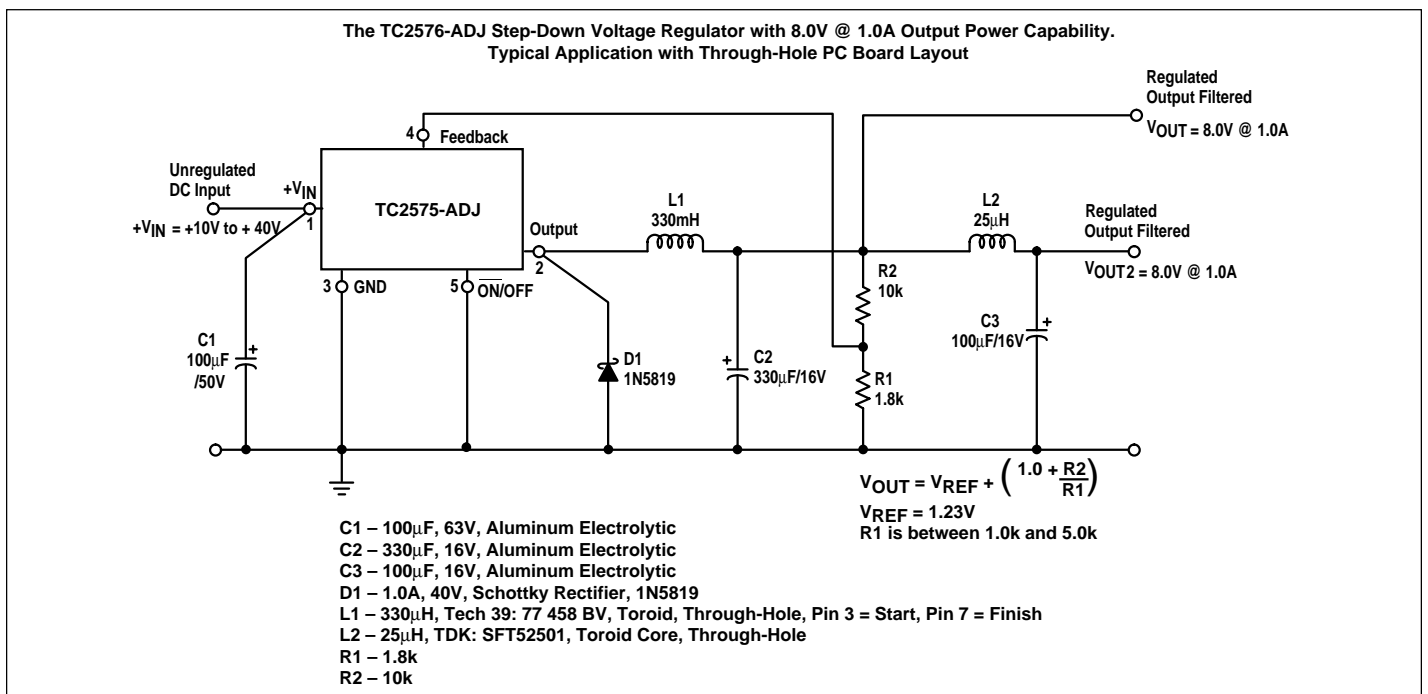 The TC2576-ADJ Step-Down Voltage Regulator with 8.0V @ 1.0A Output Power Capability.
Typical Application with Through-Hole PC Board Layout
Regulated
Output Filtered
VOUT = 8.0V @ 1.0A
4
Feedback
Unregulated
DC Input
+VIN
1
+VIN = +10V to + 40V
TC2575-ADJ
Output
2
L1
330mH
L2
25µH
Regulated
Output Filtered
VOUT2 = 8.0V @ 1.0A
3
GND
5
ON/OFF
R2
10k
C1
100µF
/50V
D1
1N5819
C2
330µF/16V
R1
1.8k
C3
100µF/16V
VOUT = VREF + ( 1.0 + R2
R1 )
VREF = 1.23V
R1 is between 1.0k and 5.0k
C1 – 100µF, 63V, Aluminum Electrolytic
C2 – 330µF, 16V, Aluminum Electrolytic
C3 – 100µF, 16V, Aluminum Electrolytic
D1 – 1.0A, 40V, Schottky Rectifier, 1N5819
L1 – 330µH, Tech 39: 77 458 BV, Toroid, Through-Hole, Pin 3 = Start, Pin 7 = Finish
L2 – 25µH, TDK: SFT52501, Toroid Core, Through-Hole
R1 – 1.8k
R2 – 10k
+
+
+